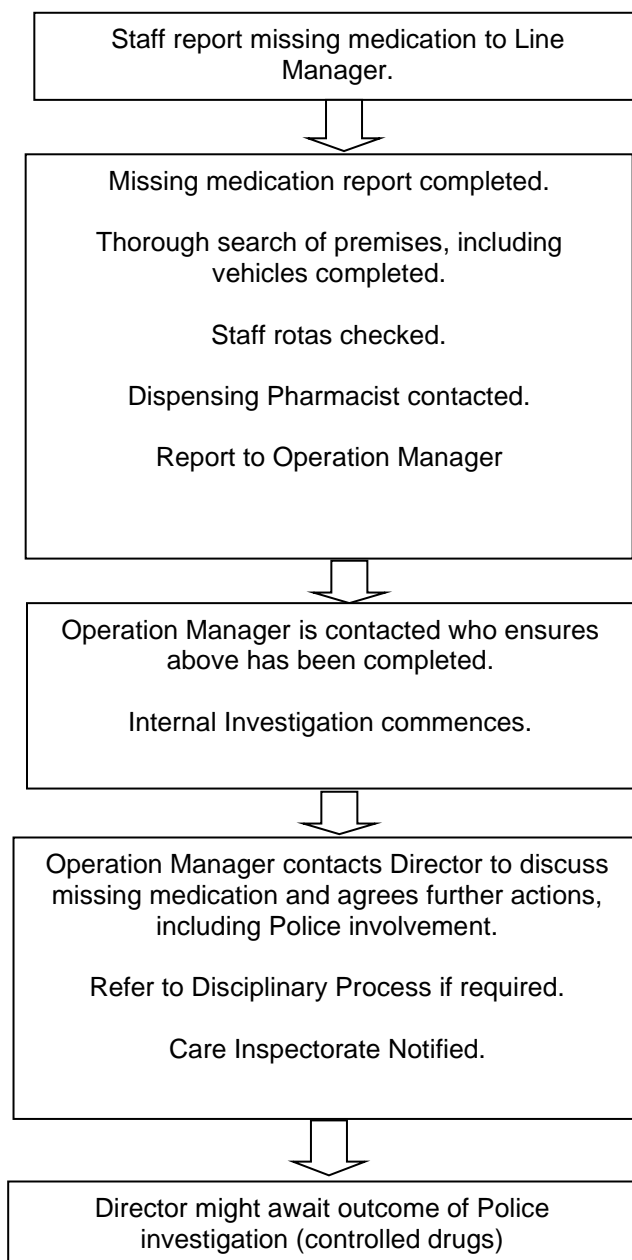 Staff report missing medication to Line
Manager.
Missing medication report completed.
Thorough search of premises, including
vehicles completed.
Staff rotas checked.
Dispensing Pharmacist contacted.
Report to Operation Manager
Operation Manager is contacted who ensures
above has been completed.
Internal Investigation commences.
Operation Manager contacts Director to discuss
missing medication and agrees further actions,
including Police involvement.
Refer to Disciplinary Process if required.
Care Inspectorate Notified.
Director might await outcome of Police
investigation (controlled drugs)